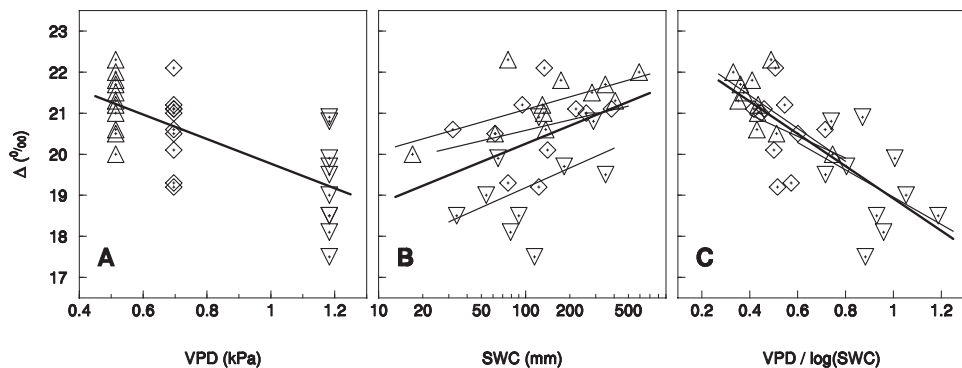 23
22
21
20
19
18
17
Δ (⁰/₀₀)
A
B
C
0.4 0.6 0.8 1 1.2
10 50 100 500
0.2 0.4 0.6 0.8 1 1.2
VPD (kPa)
SWC (mm)
VPD / log(SWC)